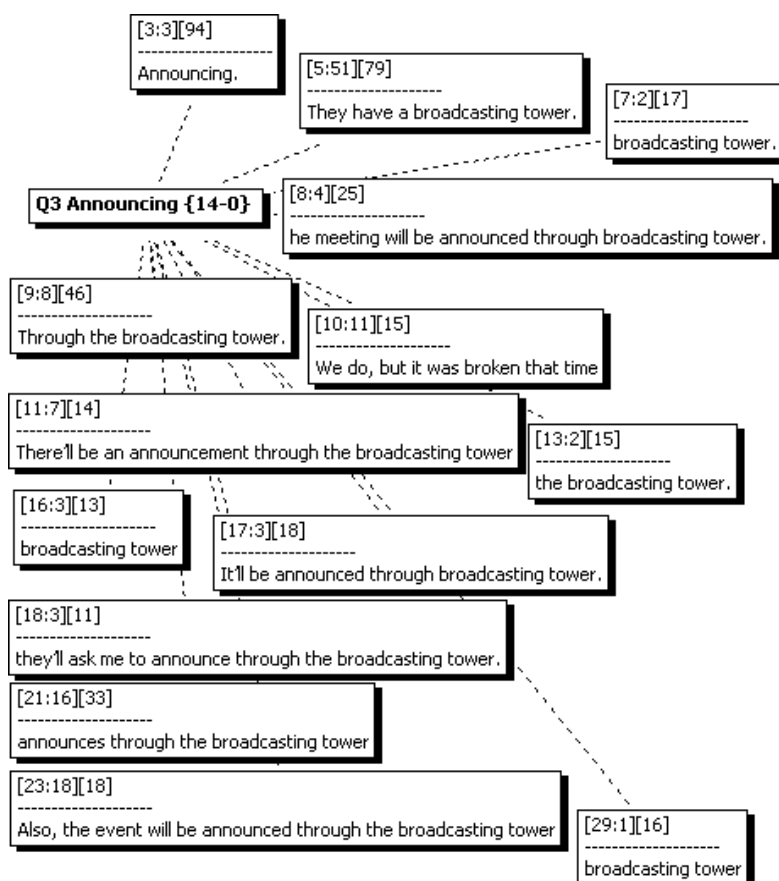 [3:3][94]
--------------------
Announcing.
[5:51][79]
--------------------
They have a broadcasting tower.
[7:2][17]
--------------------
broadcasting tower.
Q3 Announcing {14-0}
[8:4][25]
--------------------
he meeting will be announced through broadcasting tower.
[9:8][46]
--------------------
Through the broadcasting tower.
[10:11][15]
--------------------
We do, but it was broken that time
[11:7][14]
--------------------
There'll be an announcement through the broadcasting tower
[13:2][15]
--------------------
the broadcasting tower.
[16:3][13]
--------------------
broadcasting tower
[17:3][18]
--------------------
It'll be announced through broadcasting tower.
[18:3][11]
--------------------
they'll ask me to announce through the broadcasting tower.
[21:16][33]
--------------------
announces through the broadcasting tower
[23:18][18]
--------------------
Also, the event will be announced through the broadcasting tower
[29:1][16]
--------------------
broadcasting tower